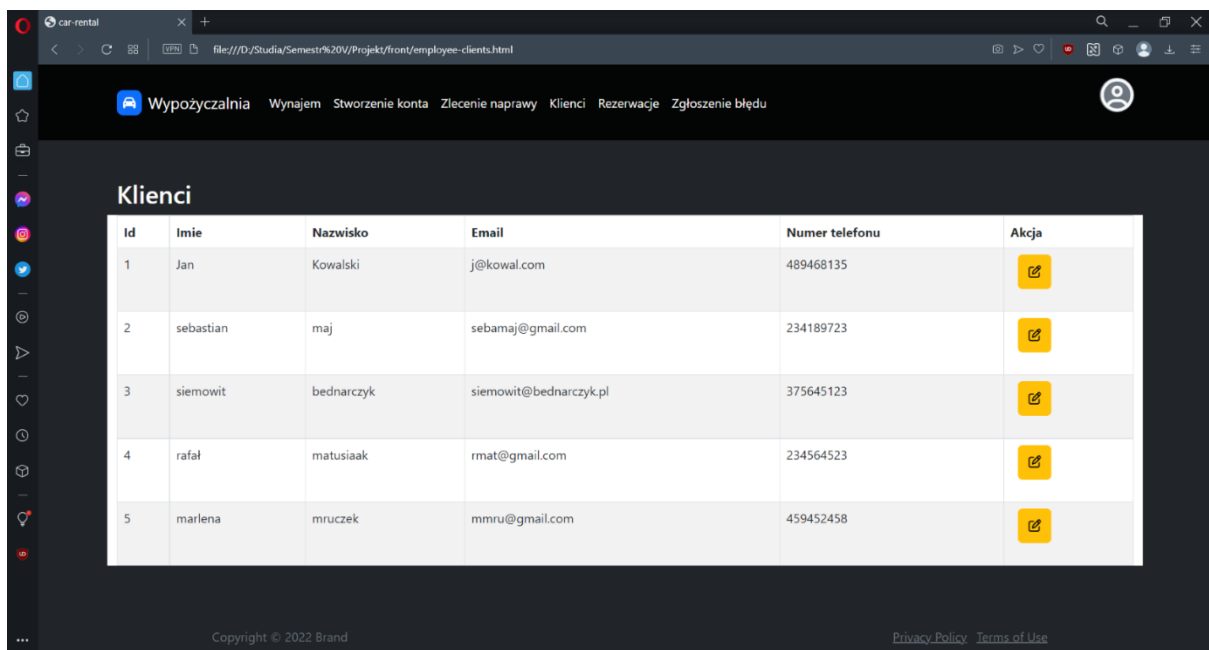 car-rental
VPN file:///D:/Studia/Semestr%20V/Projekt/front/employee-clients.html
Wypożyczalnia Wynajem Stworzenie konta Zlecenie naprawy Klienci Rezerwacje Zgłoszenie błędu
Klienci
Id Imie Nazwisko Email Numer telefonu Akcja
1 Jan Kowalski j@kowal.com 489468135
2 sebastian maj sebamaj@gmail.com 234189723
3 siemowit bednarczyk siemowit@bednarczyk.pl 375645123
4 rafał matusiaak rmat@gmail.com 234564523
5 marlena mruczek mmru@gmail.com 459452458
Copyright © 2022 Brand Privacy Policy Terms of Use